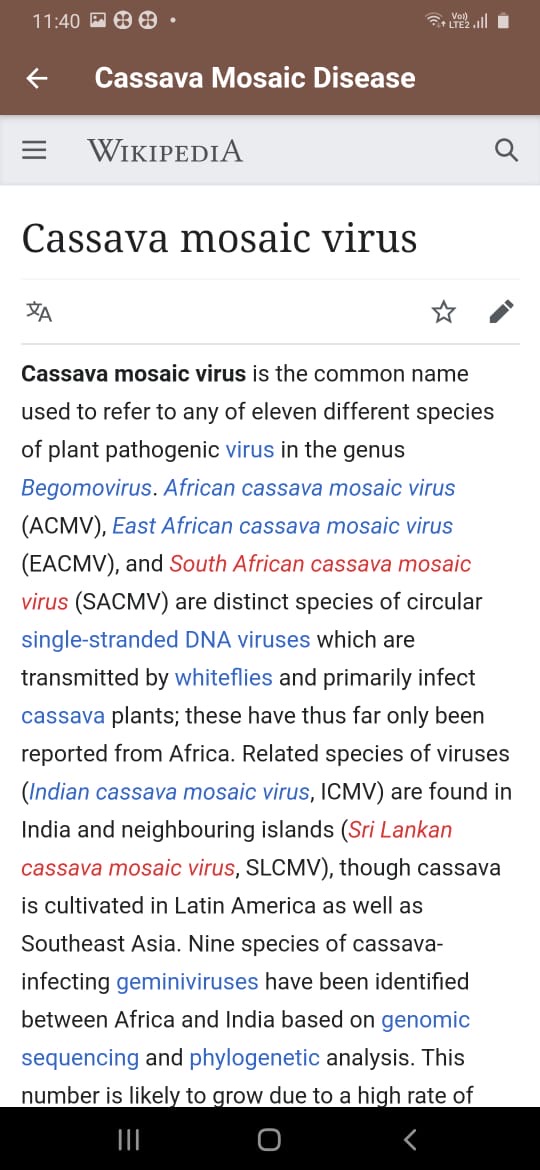 11:40
Vo))
LTE2
Cassava Mosaic Disease
WIKIPEDIA
Cassava mosaic virus
Cassava mosaic virus is the common name
used to refer to any of eleven different species
of plant pathogenic virus in the genus
Begomovirus. African cassava mosaic virus
(ACMV), East African cassava mosaic virus
(EACMV), and South African cassava mosaic
virus (SACMV) are distinct species of circular
single-stranded DNA viruses which are
transmitted by whiteflies and primarily infect
cassava plants; these have thus far only been
reported from Africa. Related species of viruses
(Indian cassava mosaic virus, ICMV) are found in
India and neighbouring islands (Sri Lankan
cassava mosaic virus, SLCMV), though cassava
is cultivated in Latin America as well as
Southeast Asia. Nine species of cassava-
infecting geminiviruses have been identified
between Africa and India based on genomic
sequencing and phylogenetic analysis. This
number is likely to grow due to a high rate of